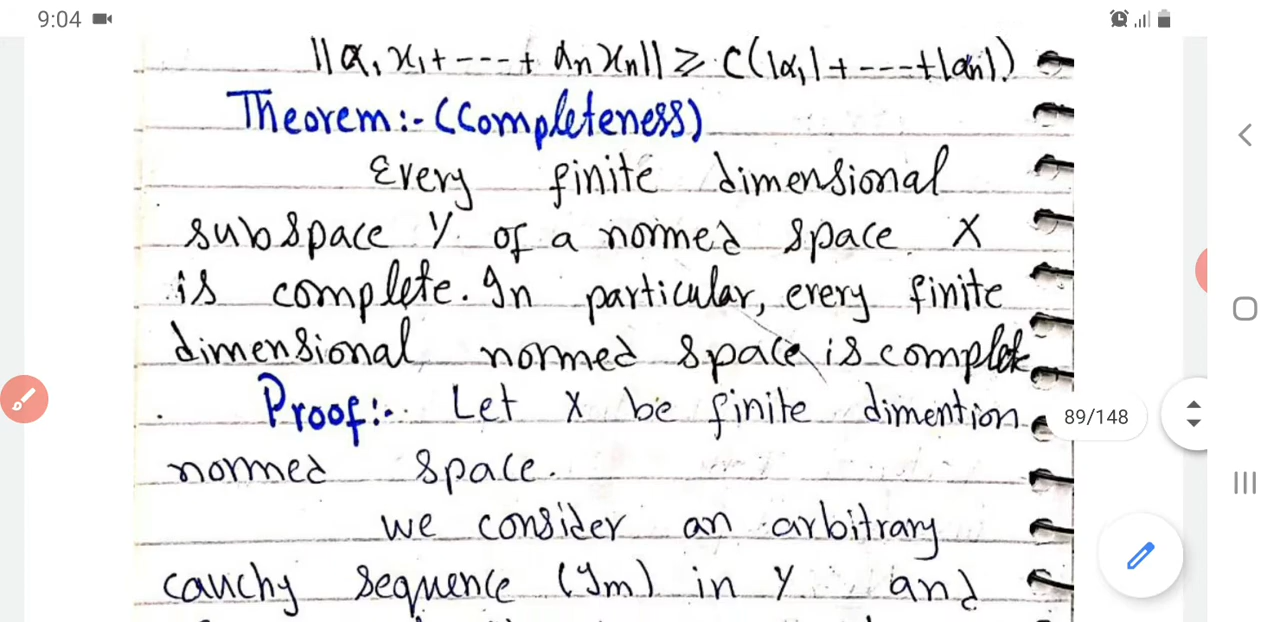 9:04
||α₁x₁+---+ αnxn|| ≥ C(|α₁|+---+|αn|)
Theorem:- (Completeness)
Every finite dimensional
subspace Y of a normed space X
is complete. In particular, every finite
dimensional normed space is complete
Proof:- Let X be finite dimention
89/148
normed space.
we consider an arbitrary
cauchy sequence (ym) in Y and